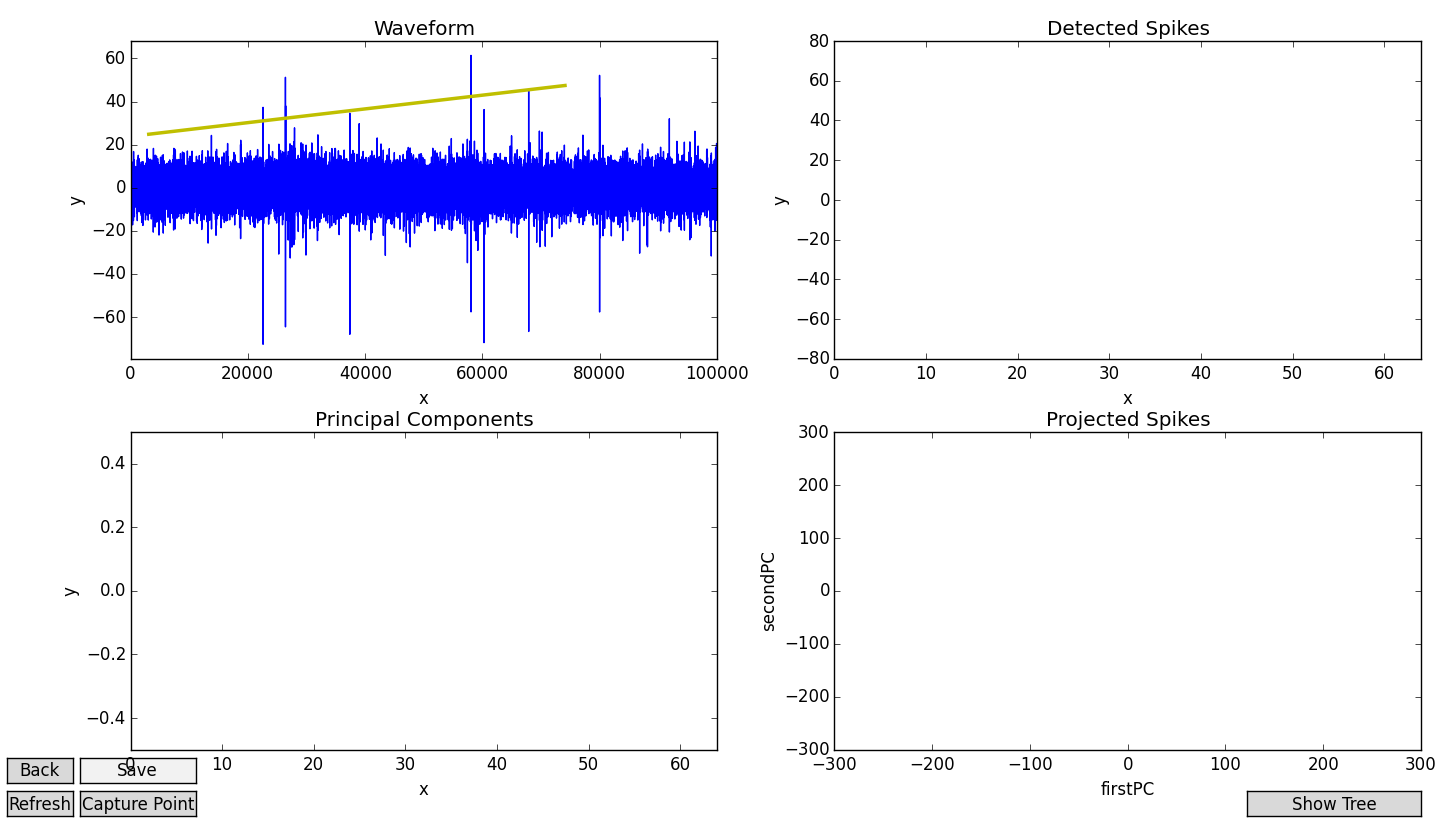 Waveform
60
40
20
0
−20
−40
−60
y
0 20000 40000 60000 80000 100000
x
Detected Spikes
80
60
40
20
0
−20
−40
−60
−80
y
0 10 20 30 40 50 60
x
Principal Components
0.4
0.2
0.0
−0.2
−0.4
y
0 10 20 30 40 50 60
x
Projected Spikes
300
200
100
0
−100
−200
−300
secondPC
−300 −200 −100 0 100 200 300
firstPC
Back Save
Refresh Capture Point
Show Tree